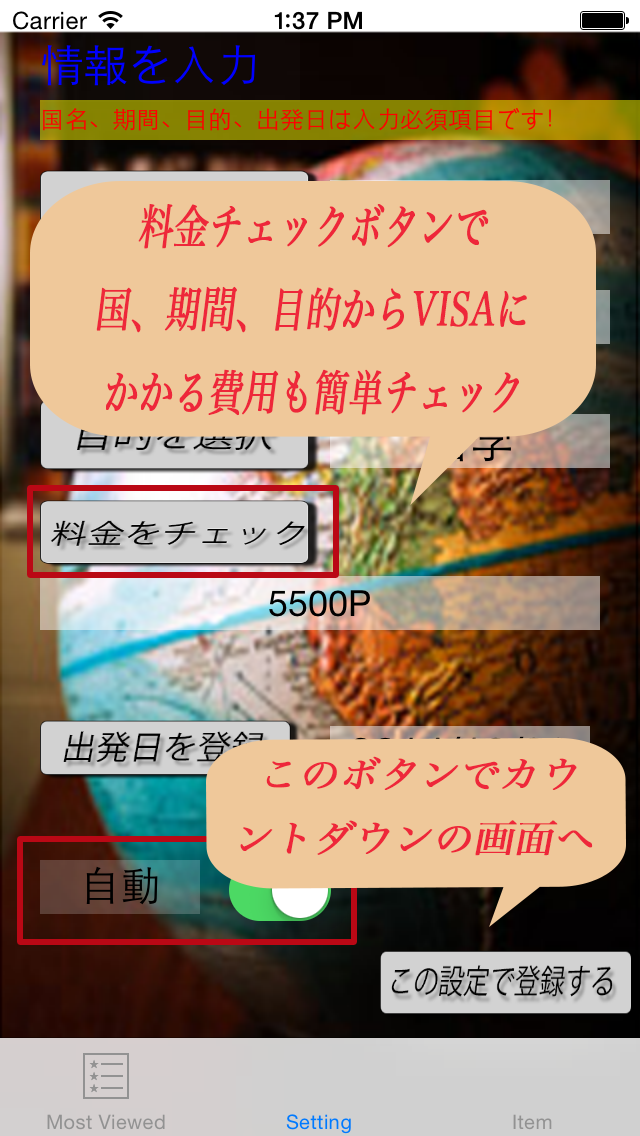 Carrier 1:37 PM
情報を入力
国名、期間、目的、出発日は入力必須項目です!
料金チェックボタンで
国、期間、目的からVISAに
かかる費用も簡単チェック
目的を選択
料金をチェック
5500P
出発日を登録
このボタンでカウ
ントダウンの画面へ
自動
この設定で登録する
Most Viewed Setting Item